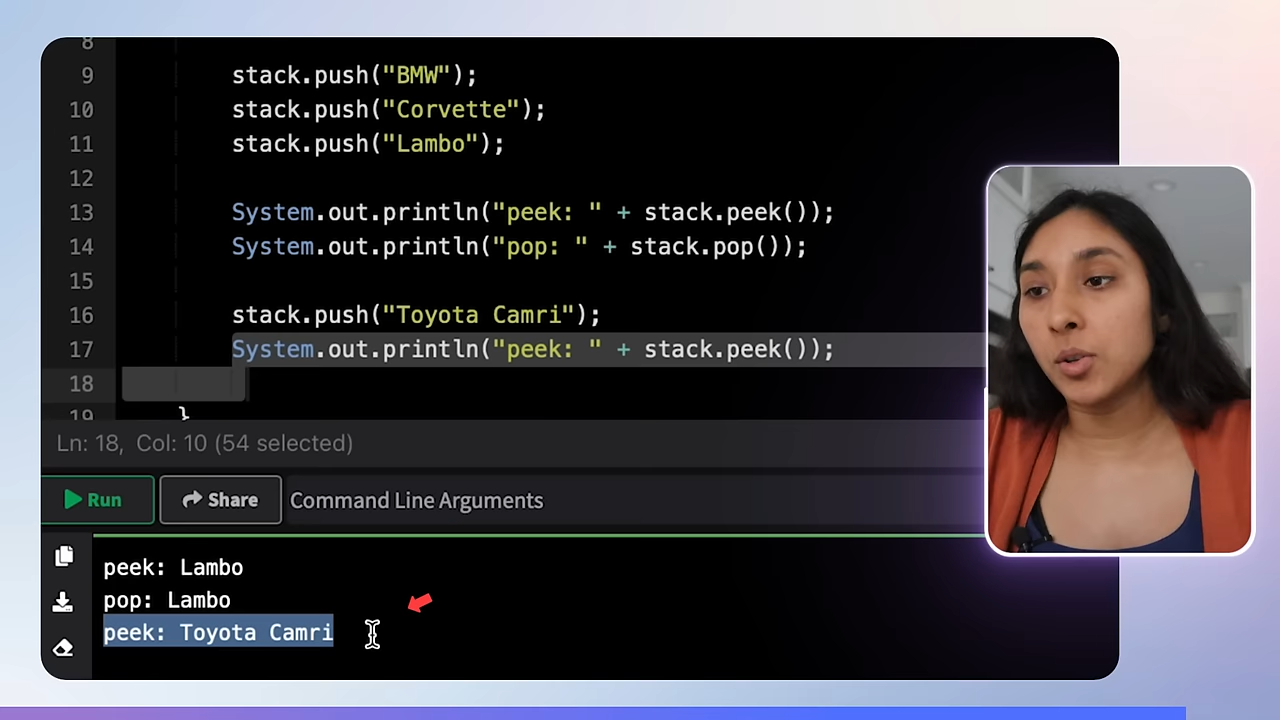 8
9 stack.push("BMW");
10 stack.push("Corvette");
11 stack.push("Lambo");
12
13 System.out.println("peek: " + stack.peek());
14 System.out.println("pop: " + stack.pop());
15
16 stack.push("Toyota Camri");
17 System.out.println("peek: " + stack.peek());
18
19 }
Ln: 18, Col: 10 (54 selected)
Run Share Command Line Arguments
peek: Lambo
pop: Lambo
peek: Toyota Camri